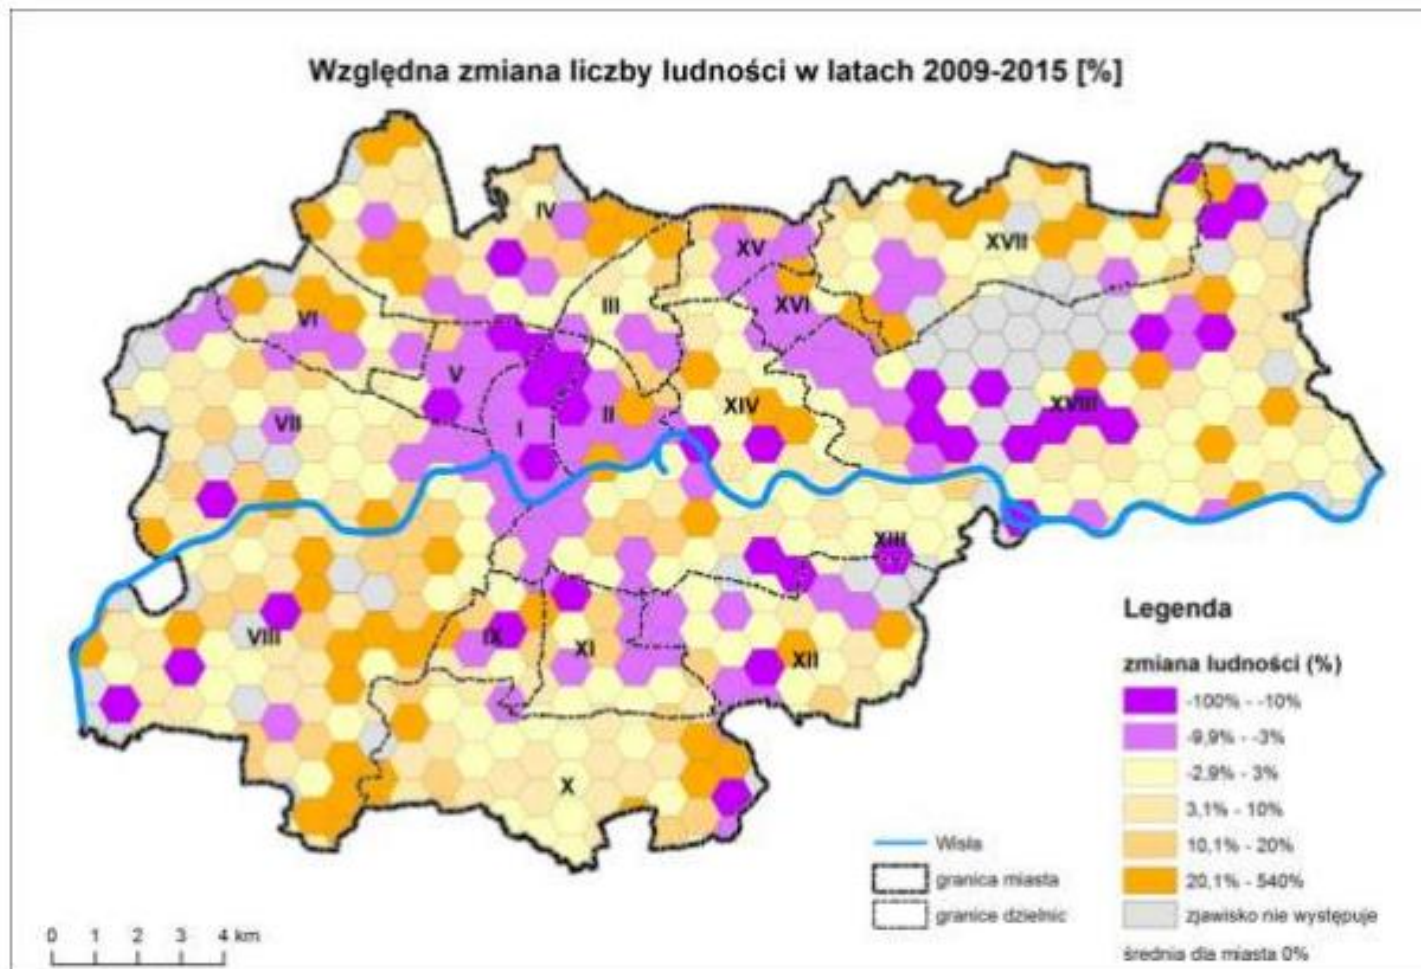 Względna zmiana liczby ludności w latach 2009-2015 [%]
IV
XV
XVII
III
XVI
VI
V
XIV
XVIII
VII
I
II
XIII
VIII
IX
XI
XII
X
Legenda
zmiana ludności (%)
-100% - -10%
-9,9% - -3%
-2,9% - 3%
3,1% - 10%
10,1% - 20%
20,1% - 540%
zjawisko nie występuje
średnia dla miasta 0%
Wisła
granica miasta
granice dzielnic
0 1 2 3 4 km